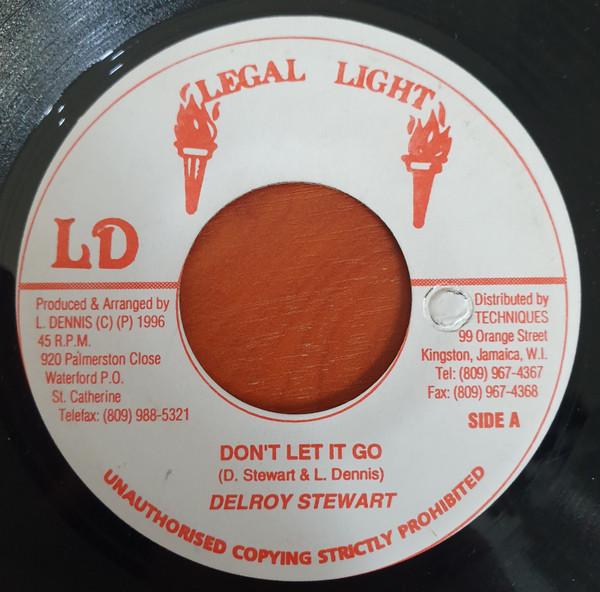 LEGAL LIGHT
LD
Produced & Arranged by
L. DENNIS (C) (P) 1996
45 R.P.M.
920 Palmerston Close
Waterford P.O.
St. Catherine
Telefax: (809) 988-5321
Distributed by
TECHNIQUES
99 Orange Street
Kingston, Jamaica, W.I.
Tel: (809) 967-4367
Fax: (809) 967-4368
SIDE A
DON'T LET IT GO
(D. Stewart & L. Dennis)
DELROY STEWART
UNAUTHORISED COPYING STRICTLY PROHIBITED